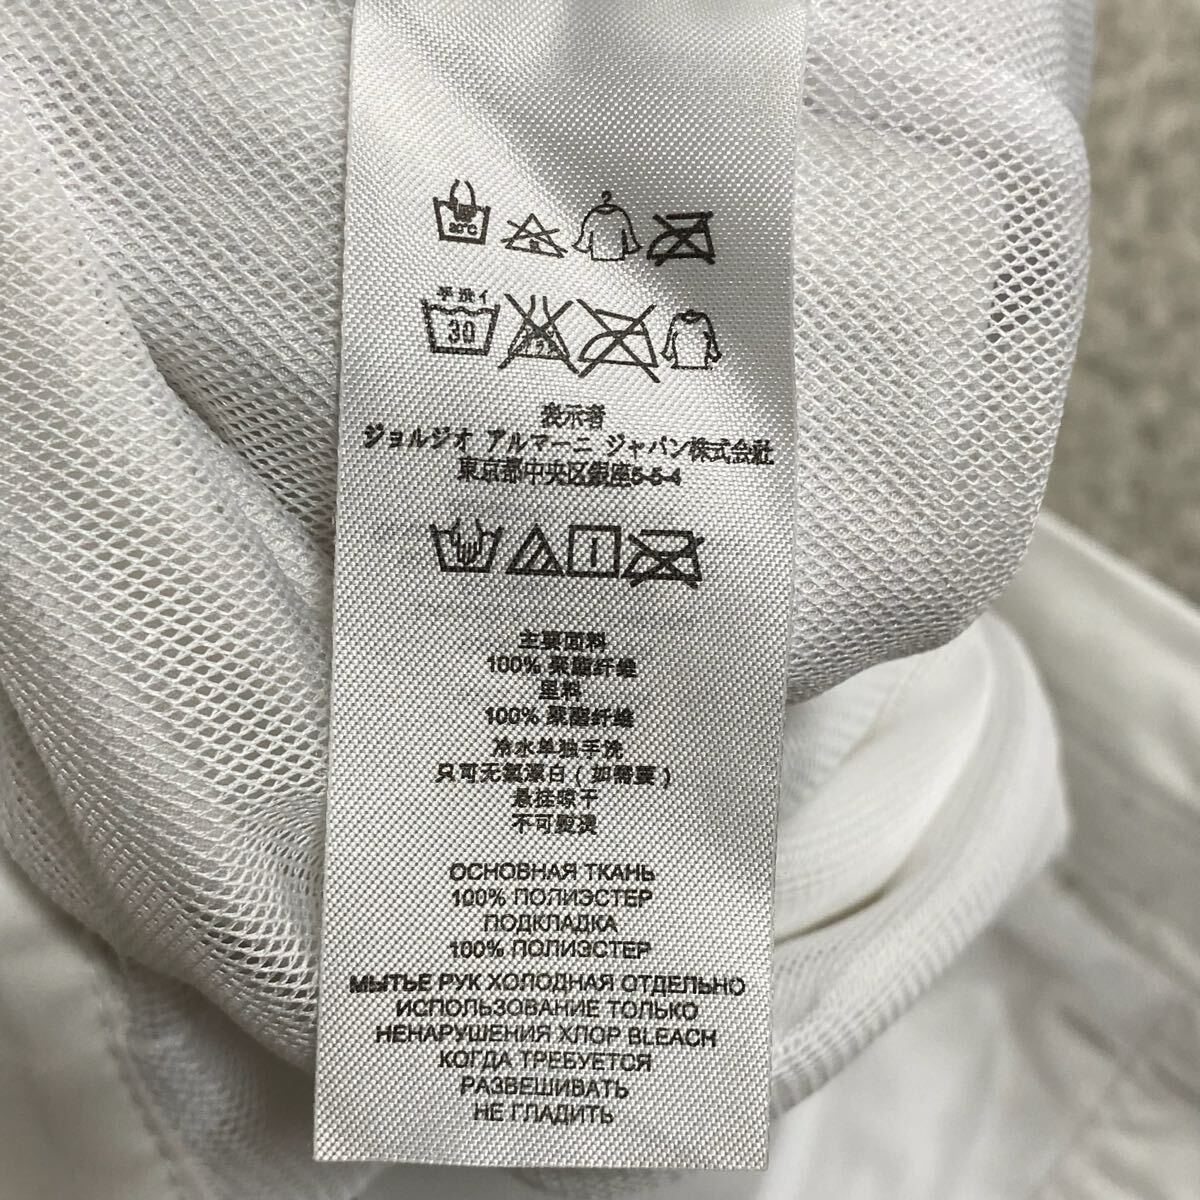 30°C
手洗イ
30
表示者
ジョルジオ アルマーニ ジャパン株式会社
東京都中央区銀座5-5-4
主要面料
100% 聚酯纤维
里料
100% 聚酯纤维
冷水单独手洗
只可无氯漂白(如需要)
悬挂晾干
不可熨烫
ОСНОВНАЯ ТКАНЬ
100% ПОЛИЭСТЕР
ПОДКЛАДКА
100% ПОЛИЭСТЕР
МЫТЬЕ РУК ХОЛОДНАЯ ОТДЕЛЬНО
ИСПОЛЬЗОВАНИЕ ТОЛЬКО
НЕНАРУШЕНИЯ ХЛОР BLEACH
КОГДА ТРЕБУЕТСЯ
РАЗВЕШИВАТЬ
НЕ ГЛАДИТЬ